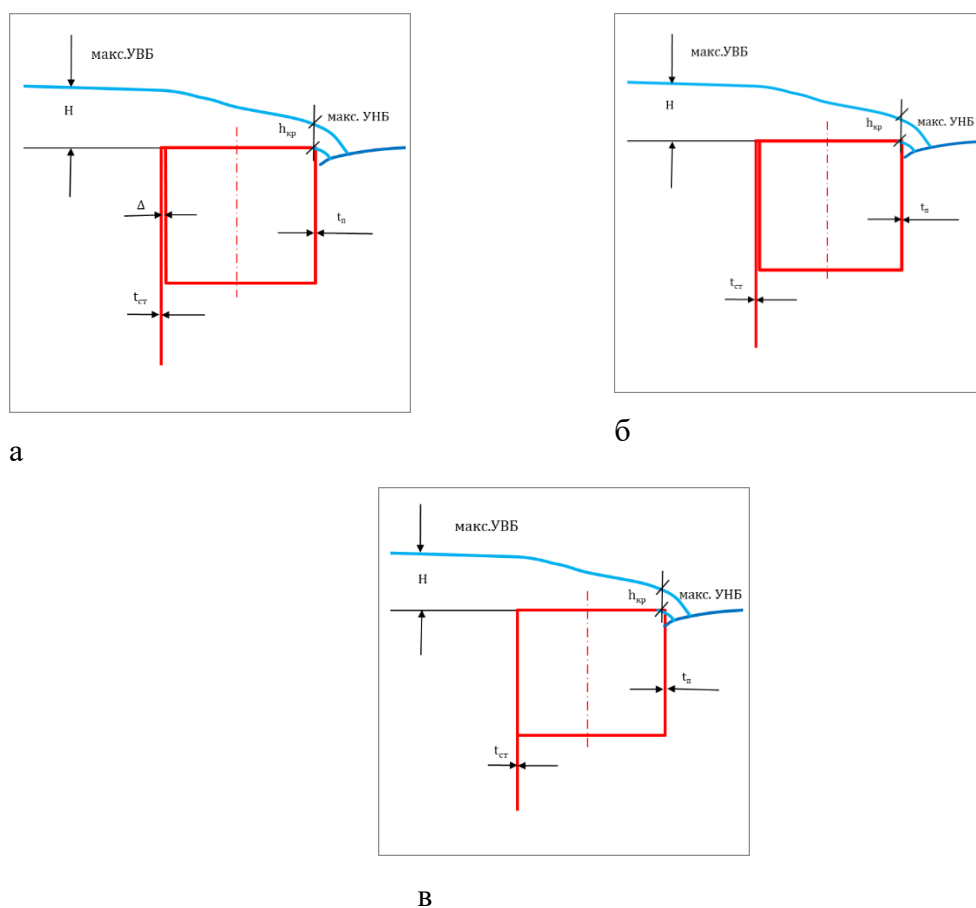 макс.УВБ
H
макс. УНБ
hкр
Δ
tп
tст
а
макс.УВБ
H
макс. УНБ
hкр
tп
tст
б
макс.УВБ
H
макс. УНБ
hкр
tп
tст
в